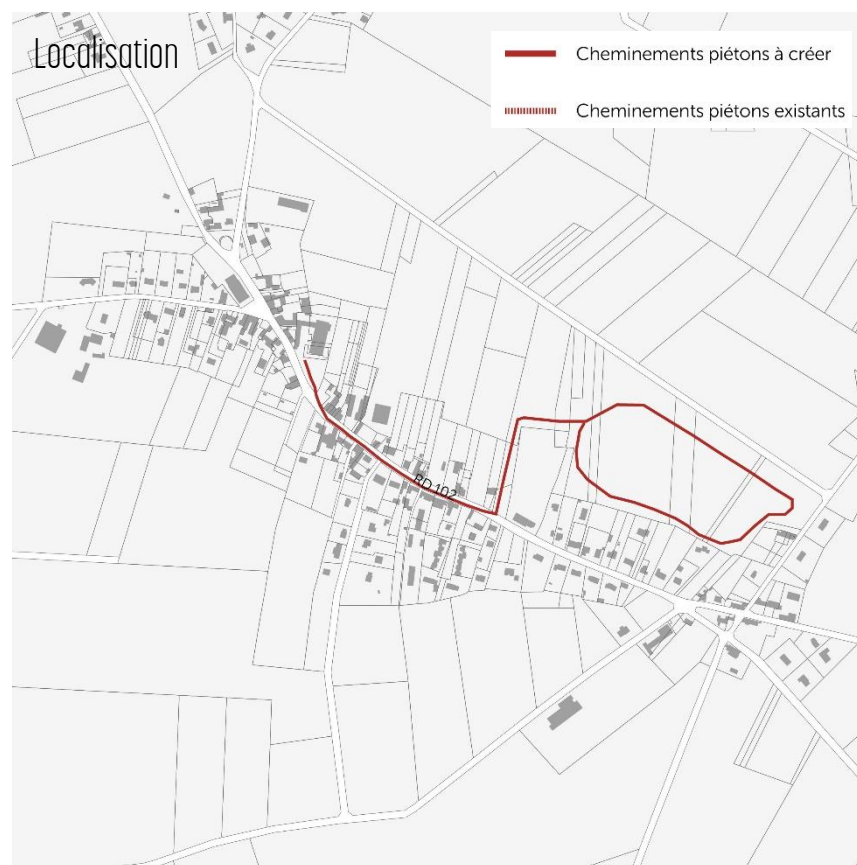 Localisation
Cheminements piétons à créer
Cheminements piétons existants
RD 102